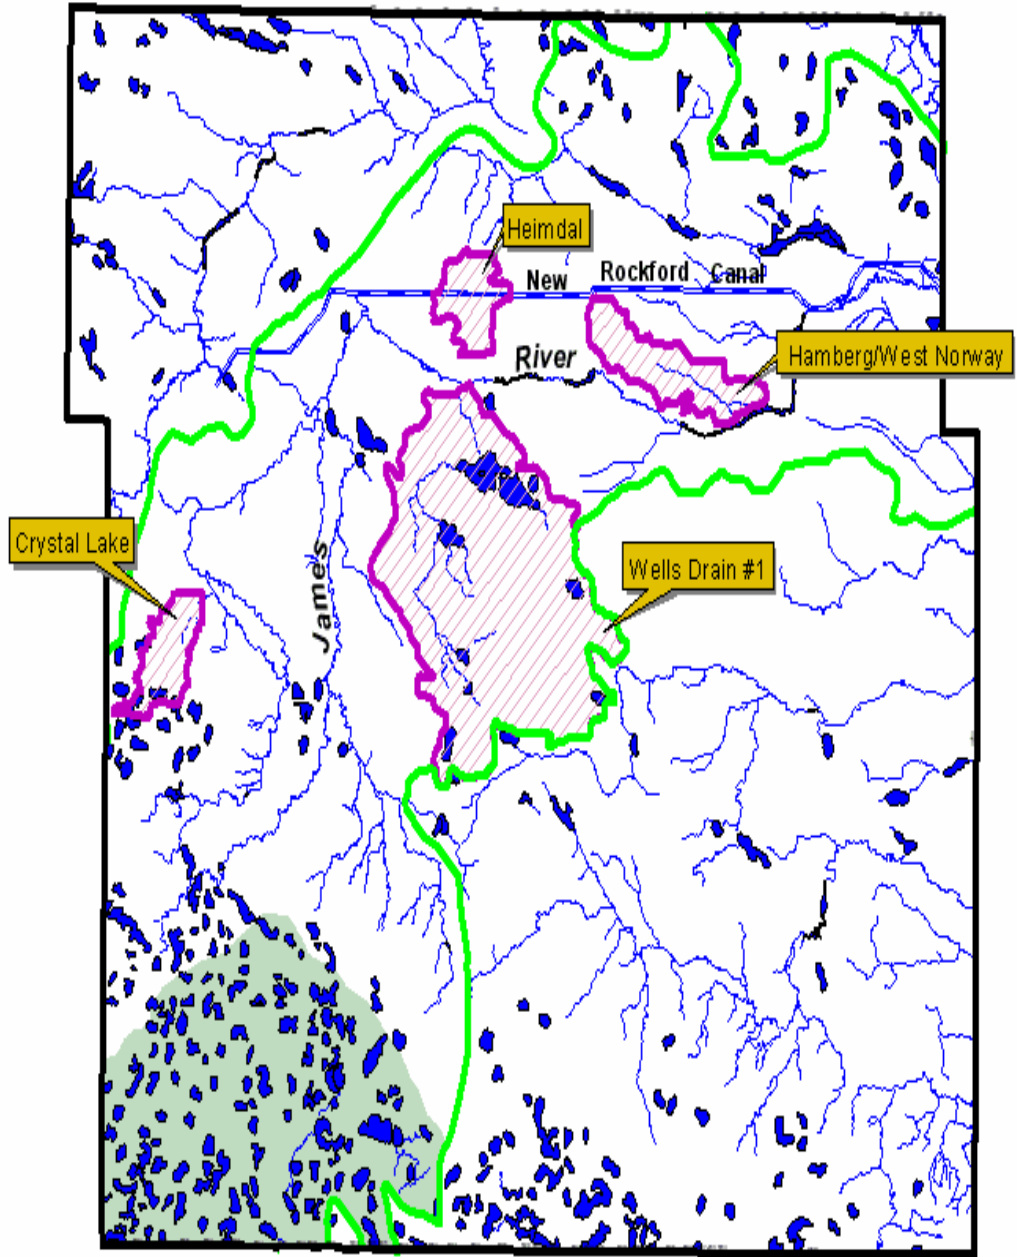 Heimdal
New Rockford Canal
River
Hamberg/West Norway
Crystal Lake
James
Wells Drain #1